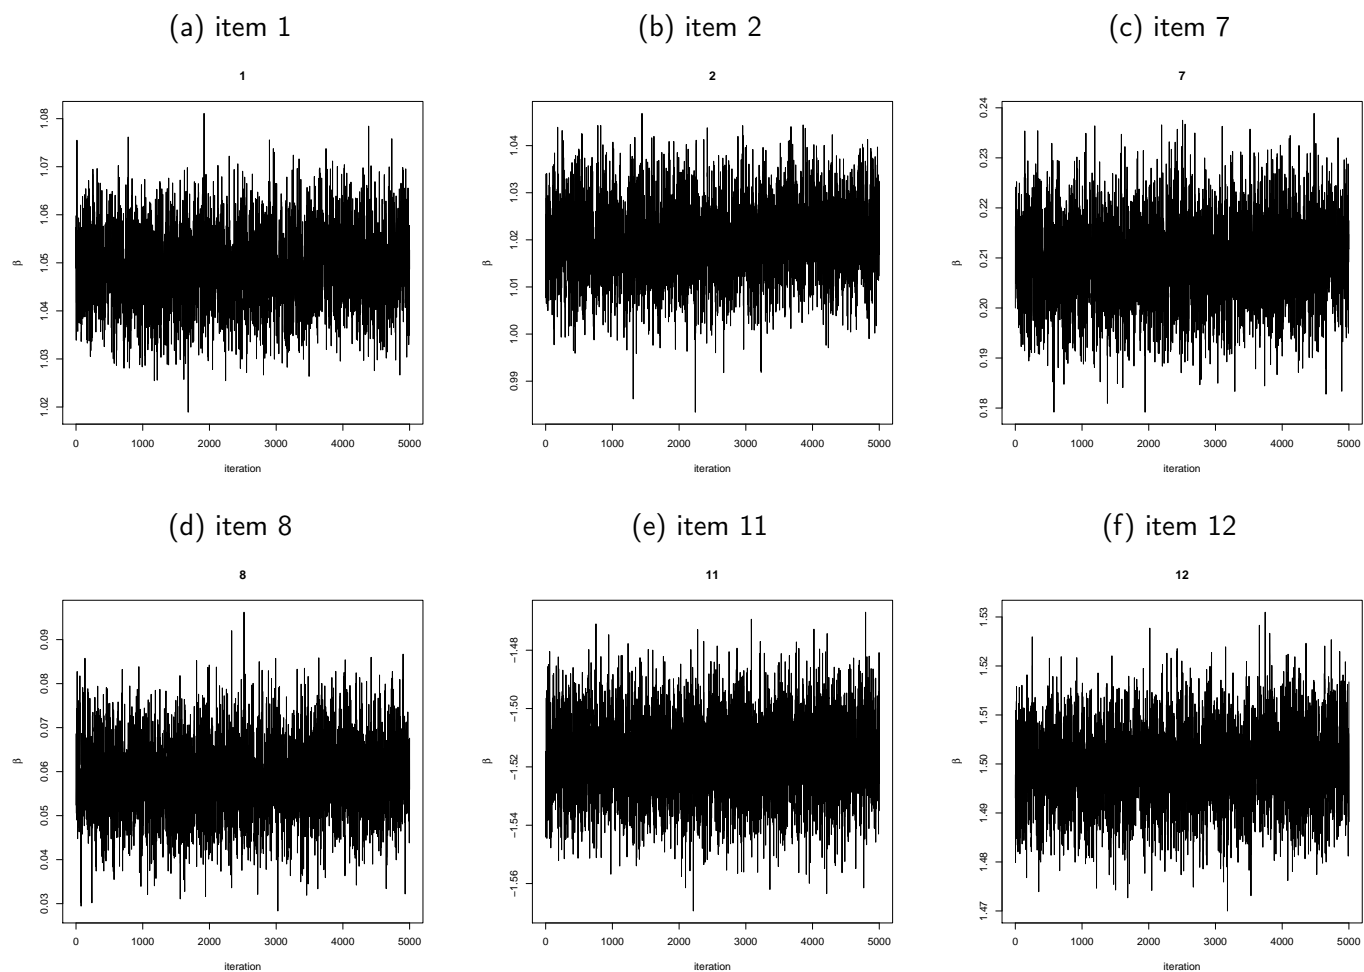 (a) item 1
(b) item 2
(c) item 7
1
β
1.02 1.03 1.04 1.05 1.06 1.07 1.08
0 1000 2000 3000 4000 5000
iteration
2
β
0.99 1.00 1.01 1.02 1.03 1.04
0 1000 2000 3000 4000 5000
iteration
7
β
0.18 0.19 0.20 0.21 0.22 0.23 0.24
0 1000 2000 3000 4000 5000
iteration
(d) item 8
(e) item 11
(f) item 12
8
β
0.03 0.04 0.05 0.06 0.07 0.08 0.09
0 1000 2000 3000 4000 5000
iteration
11
β
−1.56 −1.54 −1.52 −1.50 −1.48
0 1000 2000 3000 4000 5000
iteration
12
β
1.47 1.48 1.49 1.50 1.51 1.52 1.53
0 1000 2000 3000 4000 5000
iteration